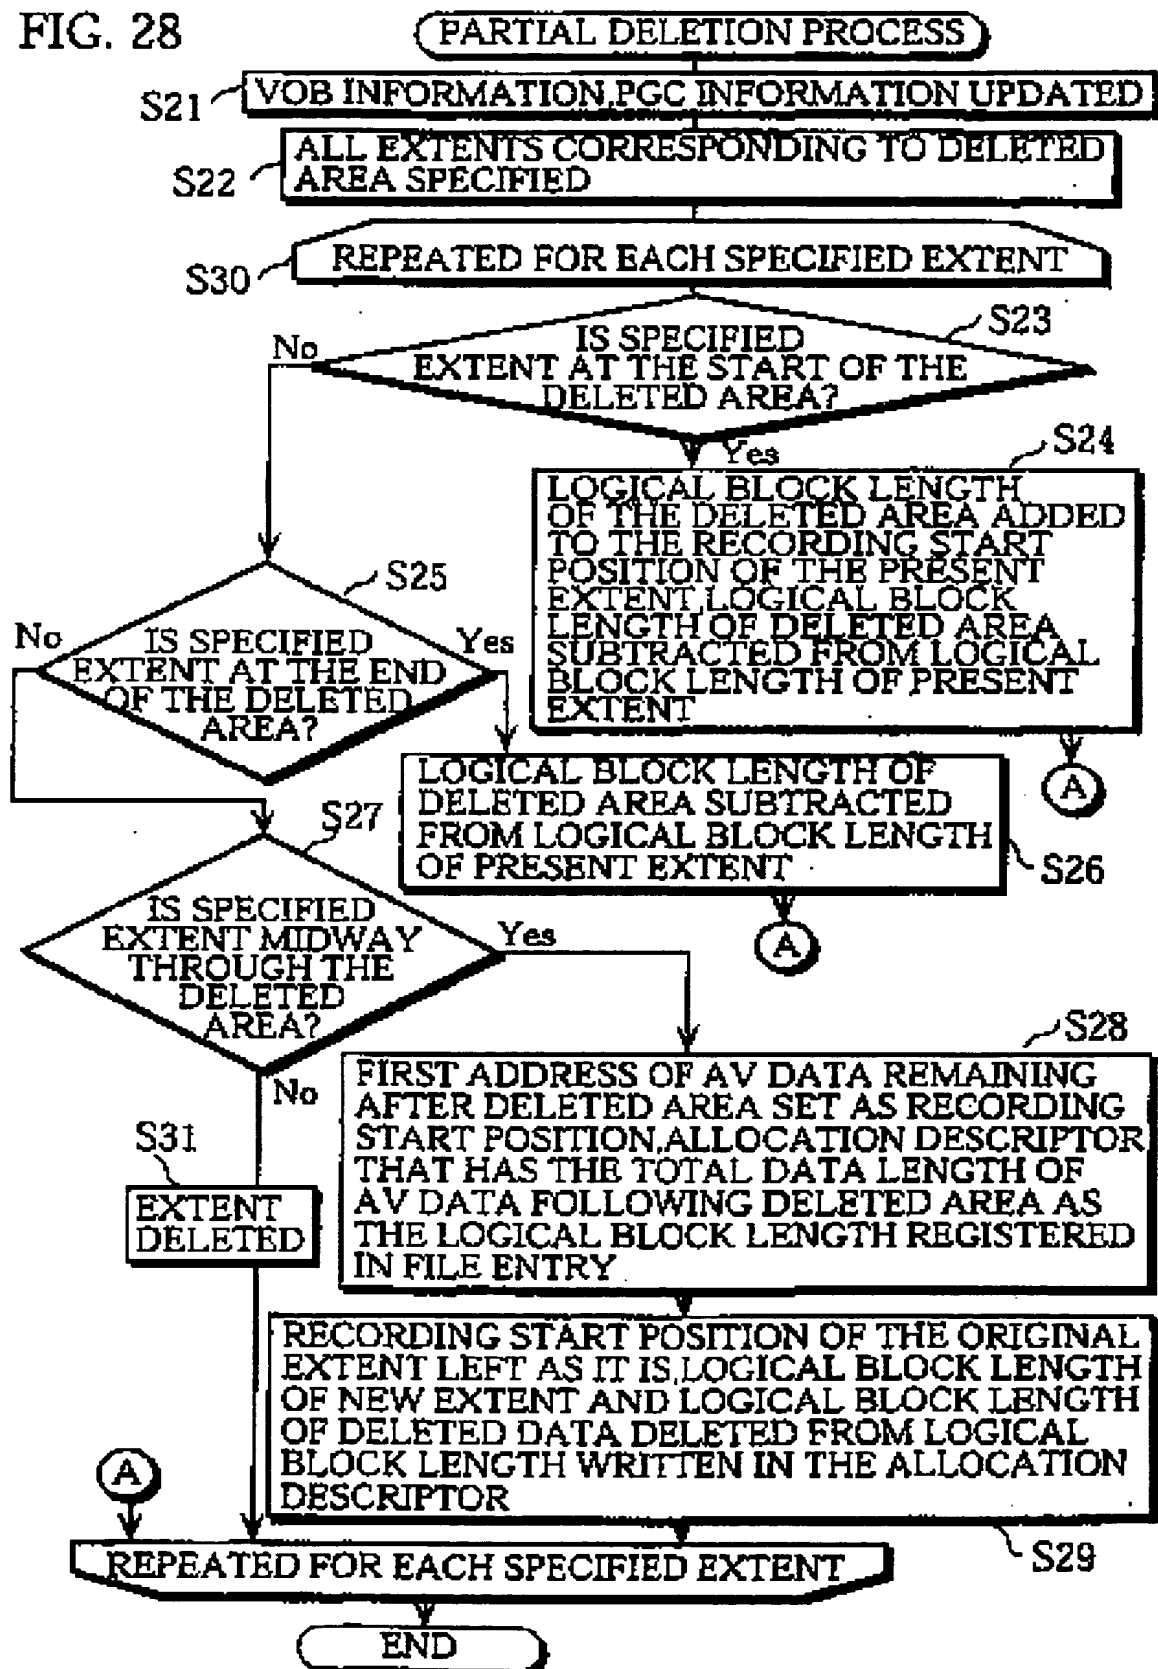 FIG. 28
PARTIAL DELETION PROCESS
S21
VOB INFORMATION,PGC INFORMATION UPDATED
S22
ALL EXTENTS CORRESPONDING TO DELETED
AREA SPECIFIED
S30
REPEATED FOR EACH SPECIFIED EXTENT
S23
IS SPECIFIED
EXTENT AT THE START OF THE
DELETED AREA?
No
Yes
S24
LOGICAL BLOCK LENGTH
OF THE DELETED AREA ADDED
TO THE RECORDING START
POSITION OF THE PRESENT
EXTENT,LOGICAL BLOCK
LENGTH OF DELETED AREA
SUBTRACTED FROM LOGICAL
BLOCK LENGTH OF PRESENT
EXTENT
A
S25
IS SPECIFIED
EXTENT AT THE END
OF THE DELETED
AREA?
No
Yes
LOGICAL BLOCK LENGTH OF
DELETED AREA SUBTRACTED
FROM LOGICAL BLOCK LENGTH
OF PRESENT EXTENT
S26
A
S27
IS SPECIFIED
EXTENT MIDWAY
THROUGH THE
DELETED
AREA?
Yes
No
S28
FIRST ADDRESS OF AV DATA REMAINING
AFTER DELETED AREA SET AS RECORDING
START POSITION,ALLOCATION DESCRIPTOR
THAT HAS THE TOTAL DATA LENGTH OF
AV DATA FOLLOWING DELETED AREA AS
THE LOGICAL BLOCK LENGTH REGISTERED
IN FILE ENTRY
S31
EXTENT
DELETED
RECORDING START POSITION OF THE ORIGINAL
EXTENT LEFT AS IT IS,LOGICAL BLOCK LENGTH
OF NEW EXTENT AND LOGICAL BLOCK LENGTH
OF DELETED DATA DELETED FROM LOGICAL
BLOCK LENGTH WRITTEN IN THE ALLOCATION
DESCRIPTOR
S29
A
REPEATED FOR EACH SPECIFIED EXTENT
END